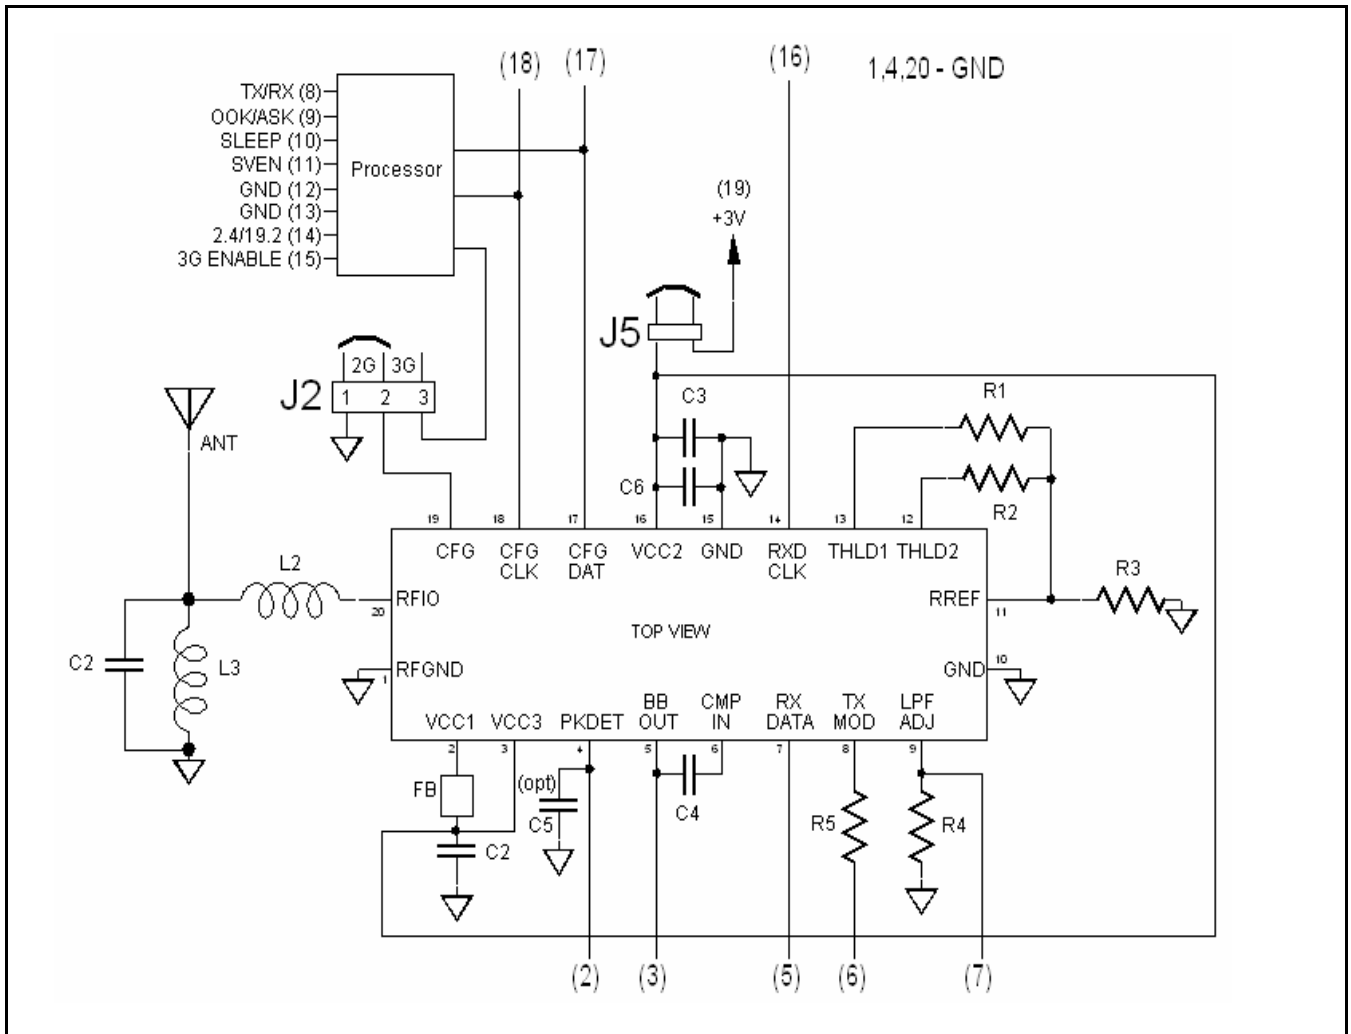 (18) (17) (16) 1,4,20 - GND
TX/RX (8)
OOK/ASK (9)
SLEEP (10)
SVEN (11)
GND (12)
GND (13)
2.4/19.2 (14)
3G ENABLE (15)
Processor
(19)
+3V
J5
2G 3G
J2 1 2 3
ANT
C3
C6
R1
R2
19 18 17 16 15 14 13 12
CFG CFG CLK CFG DAT VCC2 GND RXD CLK THLD1 THLD2
L2
R3
20 RFIO
RREF 11
TOP VIEW
C2
L3
1 RFGND
GND 10
VCC1 VCC3 PKDET BB OUT CMP IN RX DATA TX MOD LPF ADJ
2 3 4 5 6 7 8 9
FB
(opt)
C5
C4
R5
R4
C2
(2) (3) (5) (6) (7)